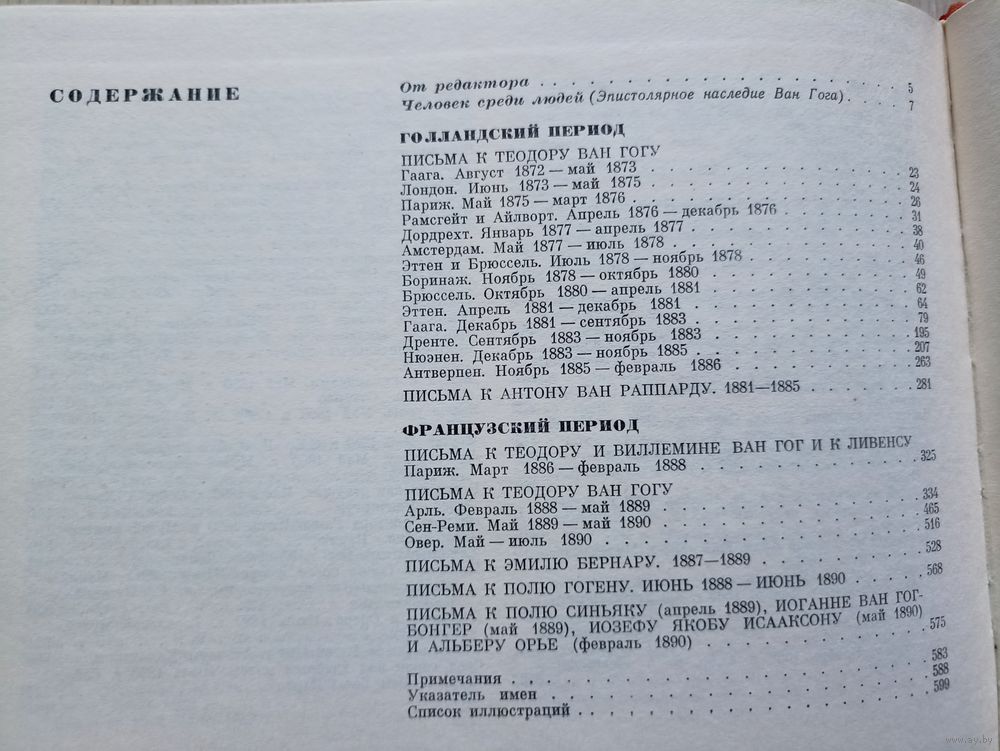 СОДЕРЖАНИЕ
От редактора . . . . . . . . . . . . . . . . . . . . 5
Человек среди людей (Эпистолярное наследие Ван Гога) . 7
ГОЛЛАНДСКИЙ ПЕРИОД
ПИСЬМА К ТЕОДОРУ ВАН ГОГУ
Гаага. Август 1872 — май 1873 . . . . . . . . . . . . 23
Лондон. Июнь 1873 — май 1875 . . . . . . . . . . . . 24
Париж. Май 1875 — март 1876 . . . . . . . . . . . . 26
Рамсгейт и Айлворт. Апрель 1876 — декабрь 1876 . . . . . 31
Дордрехт. Январь 1877 — апрель 1877 . . . . . . . . . . 38
Амстердам. Май 1877 — июль 1878 . . . . . . . . . . . 40
Эттен и Брюссель. Июль 1878 — ноябрь 1878 . . . . . . . 46
Боринаж. Ноябрь 1878 — октябрь 1880 . . . . . . . . . 49
Брюссель. Октябрь 1880 — апрель 1881 . . . . . . . . . 62
Эттен. Апрель 1881 — декабрь 1881 . . . . . . . . . . 64
Гаага. Декабрь 1881 — сентябрь 1883 . . . . . . . . . . 79
Дренте. Сентябрь 1883 — ноябрь 1883 . . . . . . . . . 195
Нюэнен. Декабрь 1883 — ноябрь 1885 . . . . . . . . . . 207
Антверпен. Ноябрь 1885 — февраль 1886 . . . . . . . . 263
ПИСЬМА К АНТОНУ ВАН РАППАРДУ. 1881—1885 . . . . . . 281
ФРАНЦУЗСКИЙ ПЕРИОД
ПИСЬМА К ТЕОДОРУ И ВИЛЛЕМИНЕ ВАН ГОГ И К ЛИВЕНСУ
Париж. Март 1886 — февраль 1888 . . . . . . . . . . . 325
ПИСЬМА К ТЕОДОРУ ВАН ГОГУ
Арль. Февраль 1888 — май 1889 . . . . . . . . . . . . 334
Сен-Реми. Май 1889 — май 1890 . . . . . . . . . . . . 465
Овер. Май — июль 1890 . . . . . . . . . . . . . . . 516
ПИСЬМА К ЭМИЛЮ БЕРНАРУ. 1887—1889 . . . . . . . . 528
ПИСЬМА К ПОЛЮ ГОГЕНУ. ИЮНЬ 1888 — ИЮНЬ 1890 . . . . 568
ПИСЬМА К ПОЛЮ СИНЬЯКУ (апрель 1889), ИОГАННЕ ВАН ГОГ-
БОНГЕР (май 1889), ИОЗЕФУ ЯКОБУ ИСААКСОНУ (май 1890)
И АЛЬБЕРУ ОРЬЕ (февраль 1890) . . . . . . . . . . . . 575
Примечания . . . . . . . . . . . . . . . . . . . . 583
Указатель имен . . . . . . . . . . . . . . . . . . . 588
Список иллюстраций . . . . . . . . . . . . . . . . . 599
www.ay.by